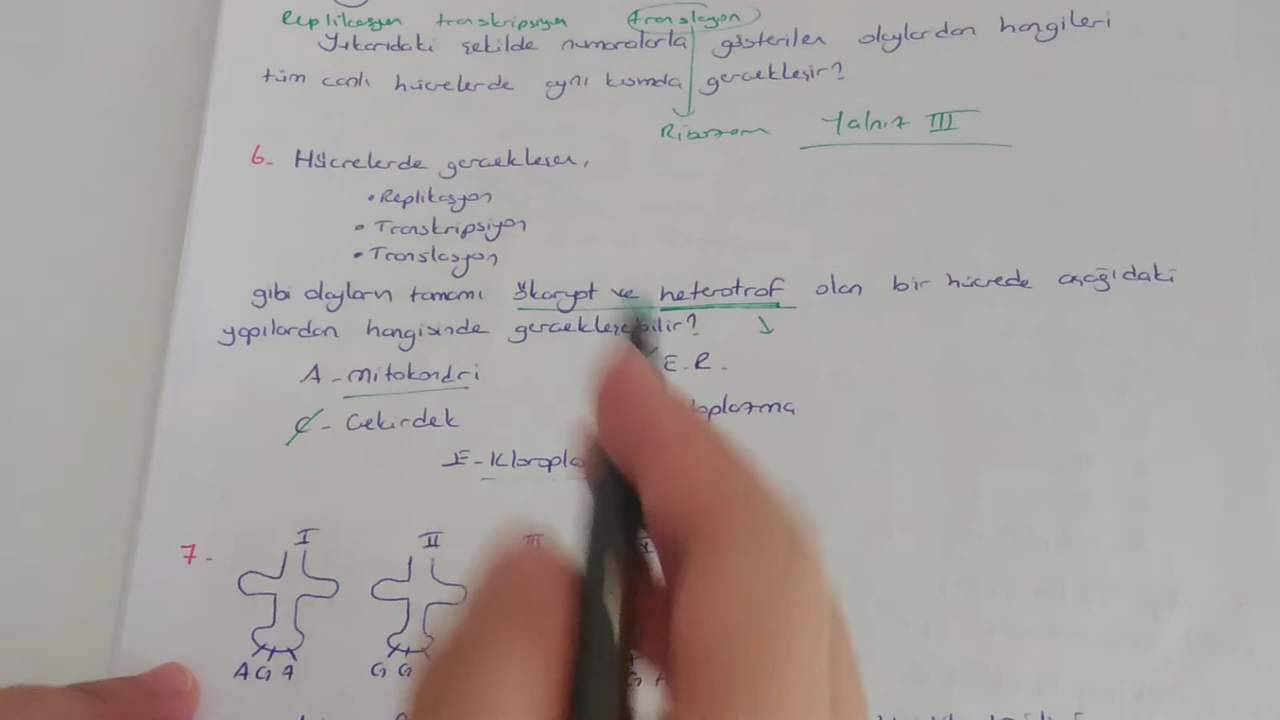 Replikasyon transkripsiyon translasyon
Yukarıdaki şekilde numaralarla gösterilen olaylardan hangileri
tüm canlı hücrelerde aynı kısımda gerçekleşir?
Ribozom Yalnız III
6- Hücrelerde gerçekleşen,
• Replikasyon
• Transkripsiyon
• Translasyon
gibi olayların tamamı ökaryot ve heterotrof olan bir hücrede aşağıdaki
yapılardan hangisinde gerçekleşebilir?
A - mitokondri E.R.
C - Çekirdek
E - Kloropla
7- I II III
AGA